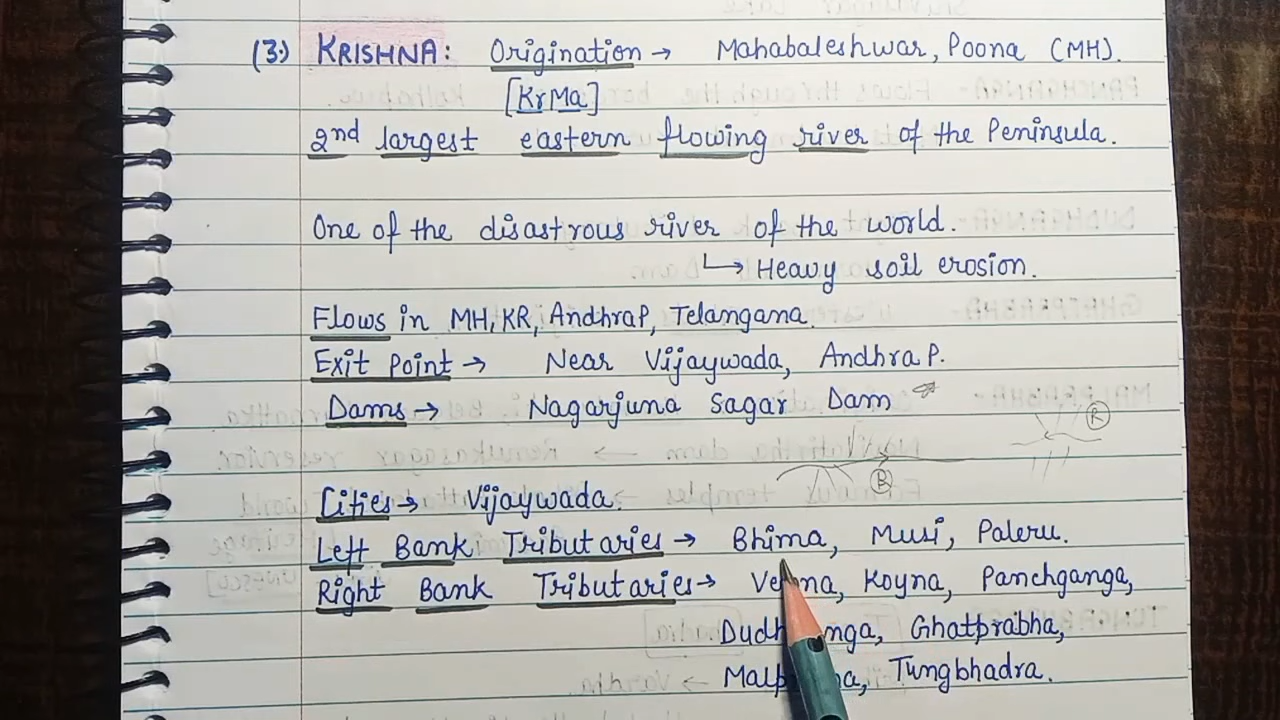 (3.) KRISHNA: Origination → Mahabaleshwar, Poona (MH).
[KrMa]
2nd largest eastern flowing river of the Peninsula.
One of the disastrous river of the world.
↳ Heavy soil erosion.
Flows in MH, KR, AndhraP, Telangana.
Exit Point → Near Vijaywada, Andhra P.
Dams → Nagarjuna Sagar Dam
R
R
Cities → Vijaywada.
Left Bank Tributaries → Bhima, Musi, Paleru.
Right Bank Tributaries → Koyna, Panchganga,
Ghatprabha,
Tungbhadra.